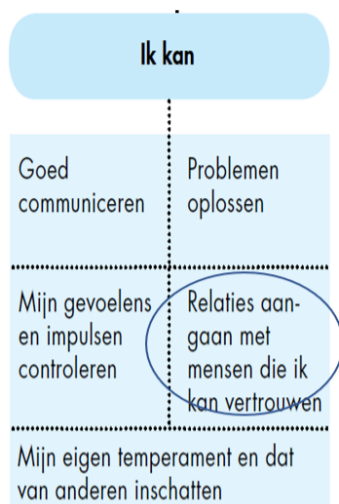 Ik kan
Goed
communiceren
Problemen
oplossen
Mijn gevoelens
en impulsen
controleren
Relaties aan-
gaan met
mensen die ik
kan vertrouwen
Mijn eigen temperament en dat
van anderen inschatten